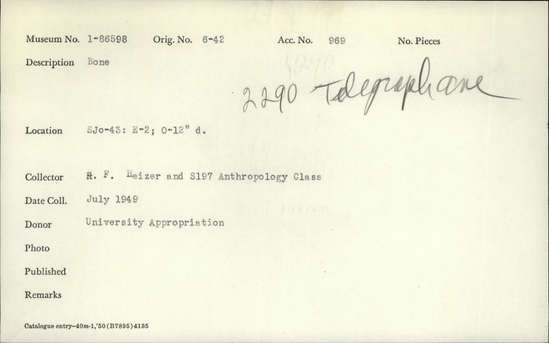 Museum No. 1-86598 Orig. No. 6-42 Acc. No. 969 No. Pieces
Description Bone
2290 Telegraph
Location SJo-43: E-2; 0-12" d.
Collector R. F. Heizer and S197 Anthropology Class
Date Coll. July 1949
Donor University Appropriation
Photo
Published
Remarks
Catalogue entry—40m-1,'50(B7895)4135